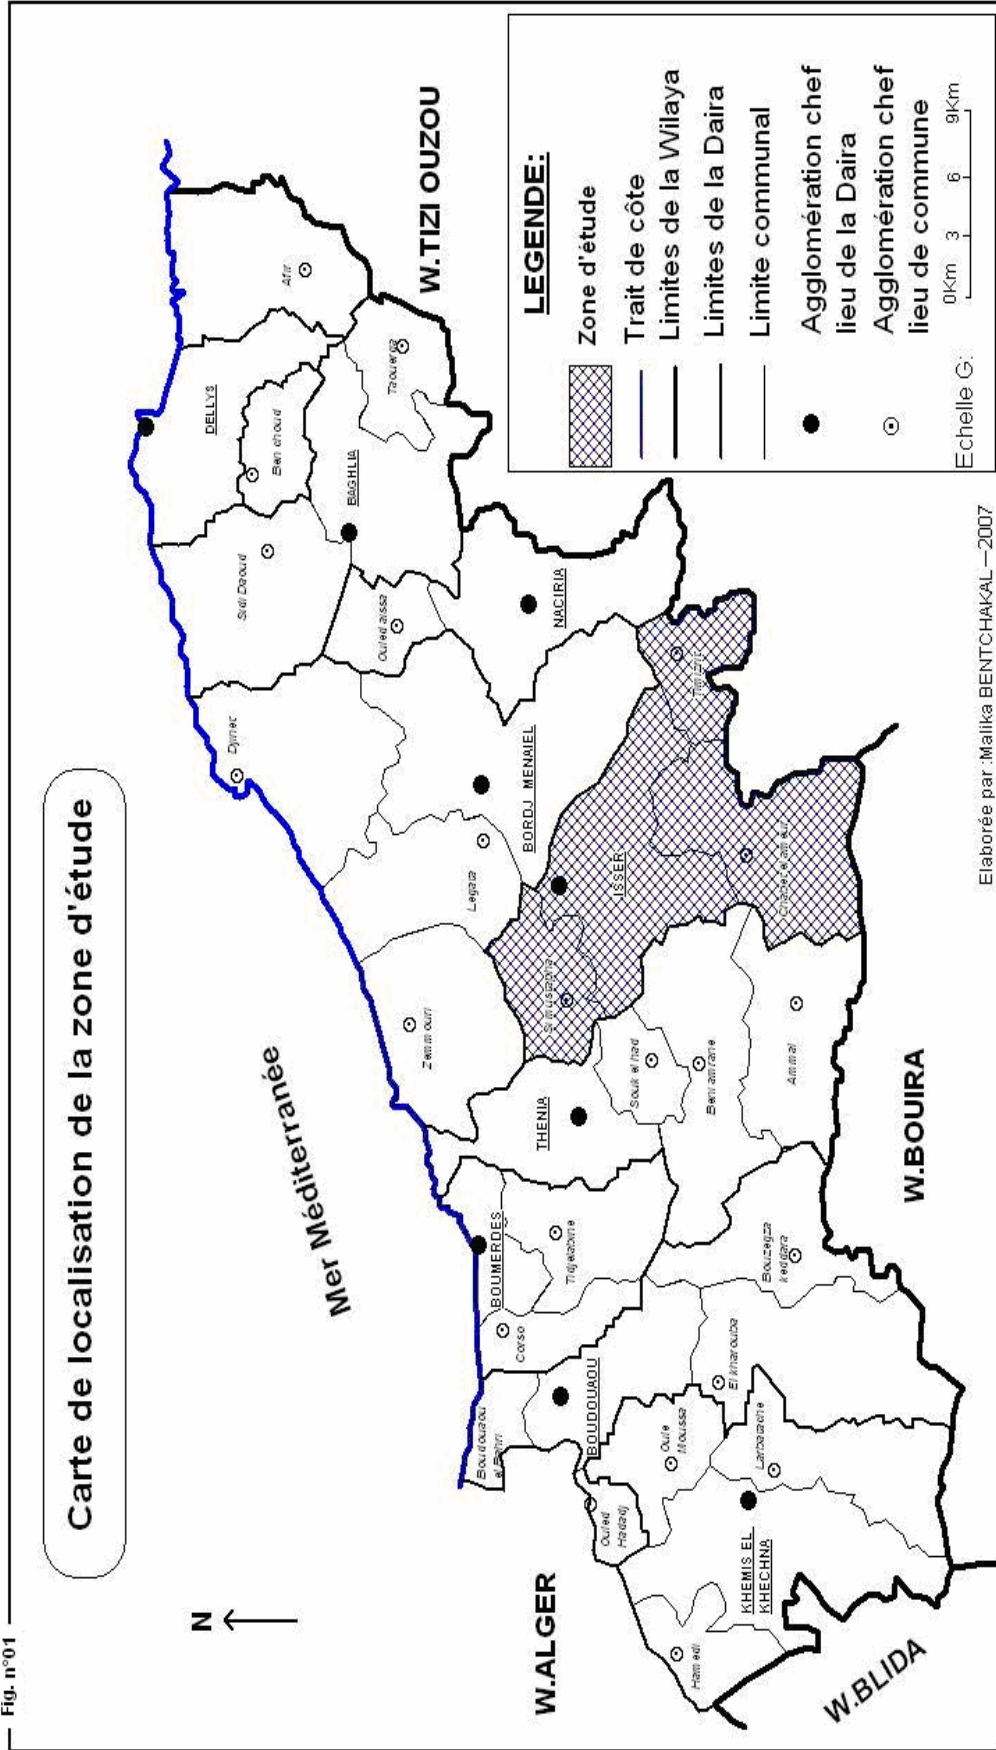 Fig. n°01
Carte de localisation de la zone d'étude
N
Mer Méditerranée
W.TIZI OUZOU
W.ALGER
W.BLIDA
W.BOUIRA
DELLYS
Afir
Ben choud
Taouerga
BAGHLIA
Sidi Daoud
Ouled aissa
NACIRIA
Djinet
BORDJ MENAIEL
Legata
Timizrit
ISSER
Chabet el ameur
Si mustapha
Zemmouri
THENIA
Souk el had
Beni amrane
Ammal
BOUMERDES
Tidjelabine
Corso
Bouzegza
keddara
Boudouaou
el Bahri
BOUDOUAOU
El kharouba
Oule
Moussa
Larbatache
Ouled
Hadadj
KHEMIS EL
KHECHNA
Hamedi
LEGENDE:
Zone d'étude
Trait de côte
Limites de la Wilaya
Limites de la Daira
Limite communal
Agglomération chef
lieu de la Daira
Agglomération chef
lieu de commune
Echelle G:
0Km 3 6 9Km
Elaborée par :Malika BENTCHAKAL—2007